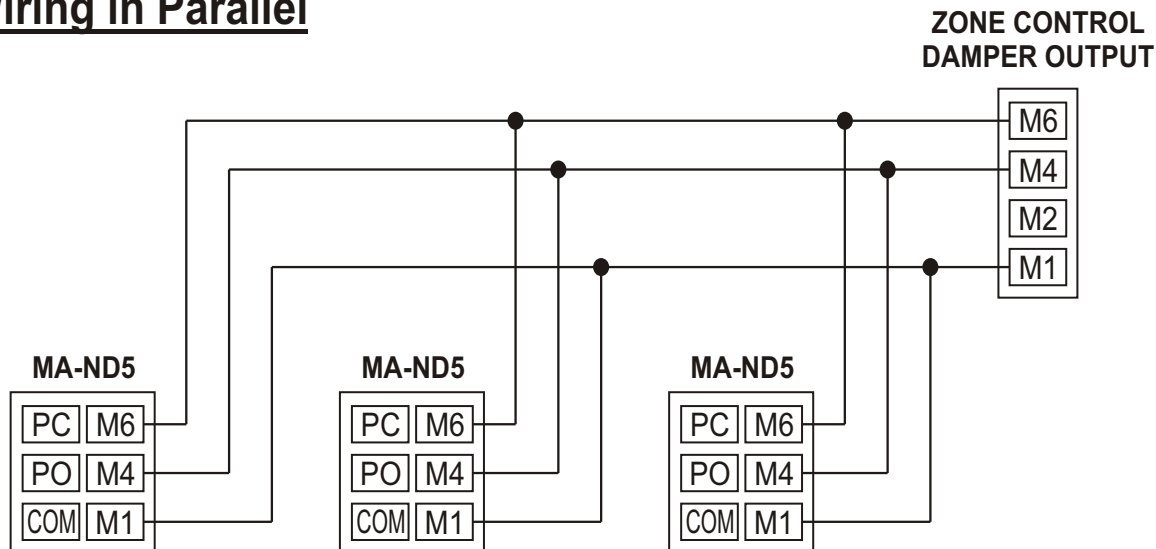 in Parallel
ZONE CONTROL
DAMPER OUTPUT
M6
M4
M2
M1
MA-ND5 MA-ND5 MA-ND5
PC M6 PC M6 PC M6
PO M4 PO M4 PO M4
COM M1 COM M1 COM M1